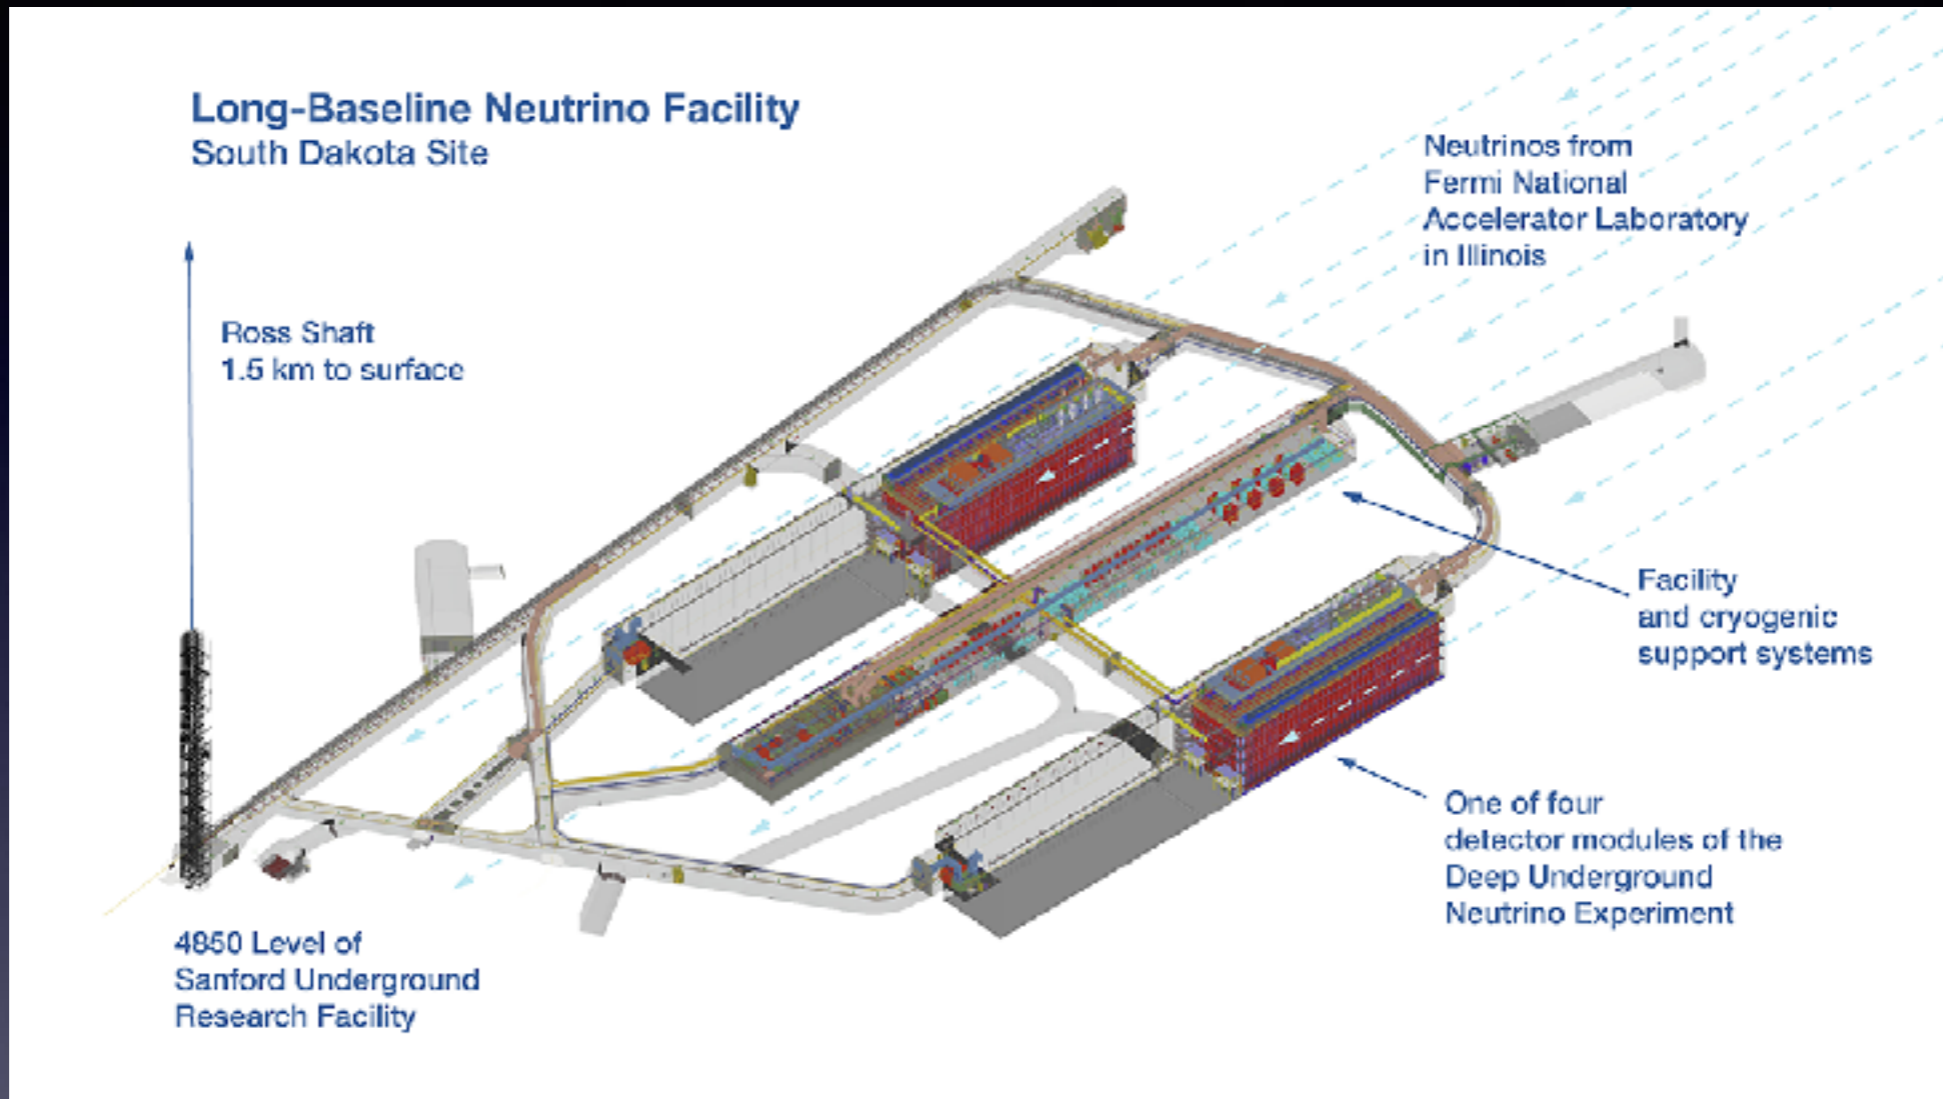 Long-Baseline Neutrino Facility
South Dakota Site
Neutrinos from
Fermi National
Accelerator Laboratory
in Illinois
Ross Shaft
1.5 km to surface
Facility
and cryogenic
support systems
One of four
detector modules of the
Deep Underground
Neutrino Experiment
4850 Level of
Sanford Underground
Research Facility